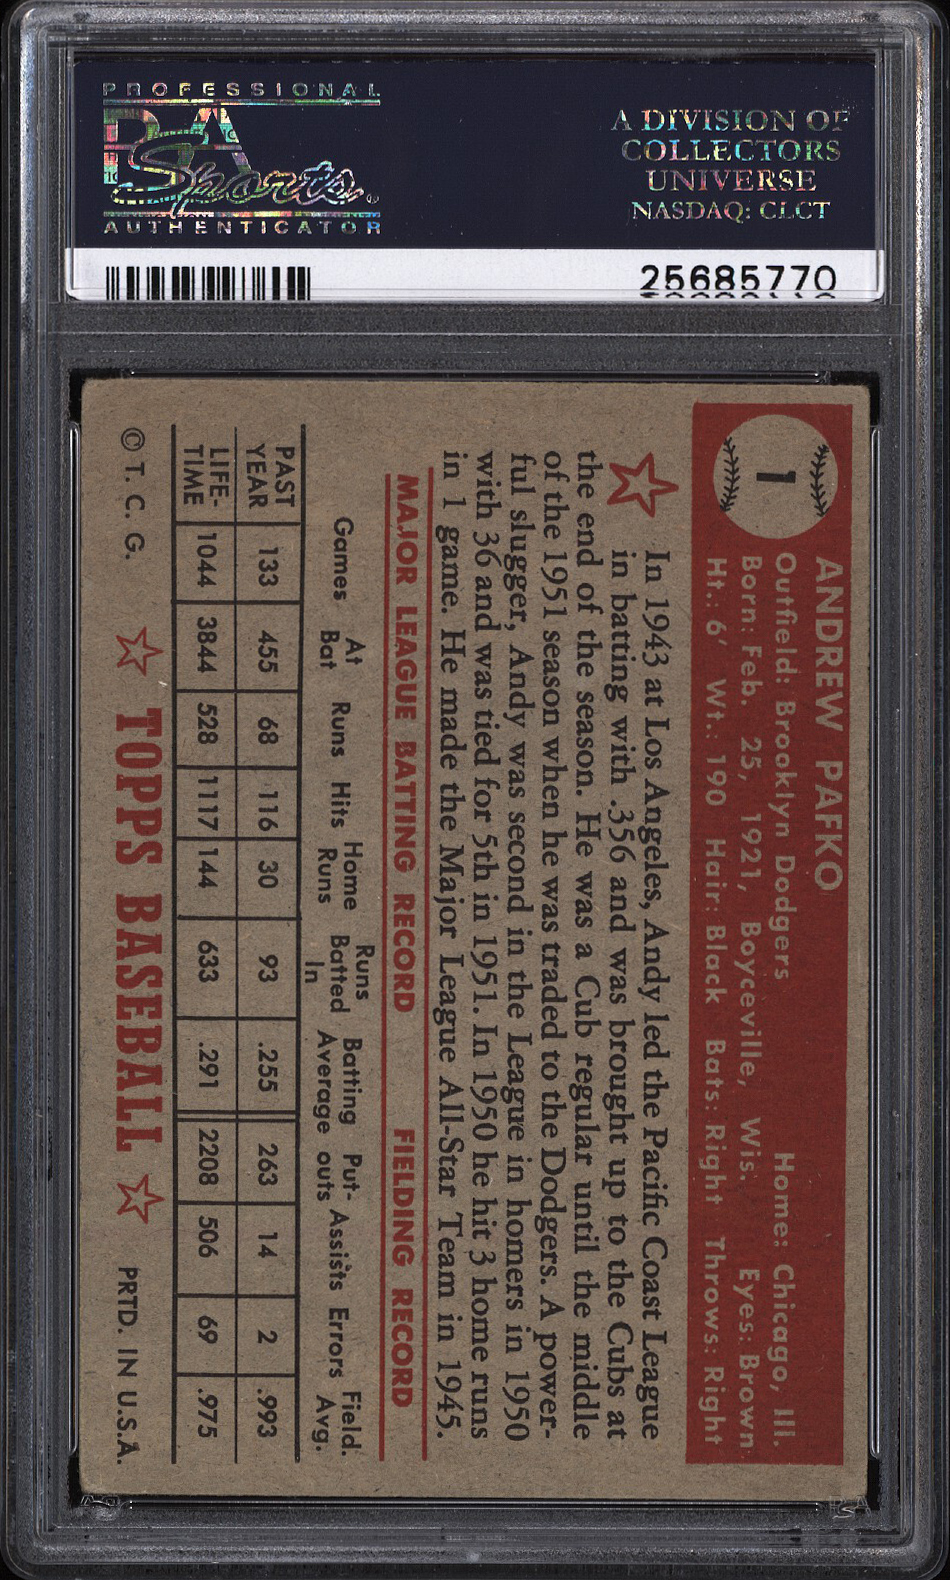 PROFESSIONAL
PSA
Sports®
AUTHENTICATOR
A DIVISION OF
COLLECTORS
UNIVERSE
NASDAQ: CLCT
25685770
1
ANDREW PAFKO
Outfield: Brooklyn Dodgers Home: Chicago, Ill.
Born: Feb. 25, 1921, Boyceville, Wis. Eyes: Brown
Ht.: 6' Wt.: 190 Hair: Black Bats: Right Throws: Right
In 1943 at Los Angeles, Andy led the Pacific Coast League
in batting with .356 and was brought up to the Cubs at
the end of the season. He was a Cub regular until the middle
of the 1951 season when he was traded to the Dodgers. A power-
ful slugger, Andy was second in the League in homers in 1950
with 36 and was tied for 5th in 1951. In 1950 he hit 3 home runs
in 1 game. He made the Major League All-Star Team in 1945.
MAJOR LEAGUE BATTING RECORD FIELDING RECORD
Games At Bat Runs Hits Home Runs Runs Batted In Batting Average Put-outs Assists Errors Field. Avg.
PAST YEAR 133 455 68 116 30 93 .255 263 14 2 .993
LIFE-TIME 1044 3844 528 1117 144 633 .291 2208 506 69 .975
© T. C. G. TOPPS BASEBALL PRTD. IN U.S.A.
PSA